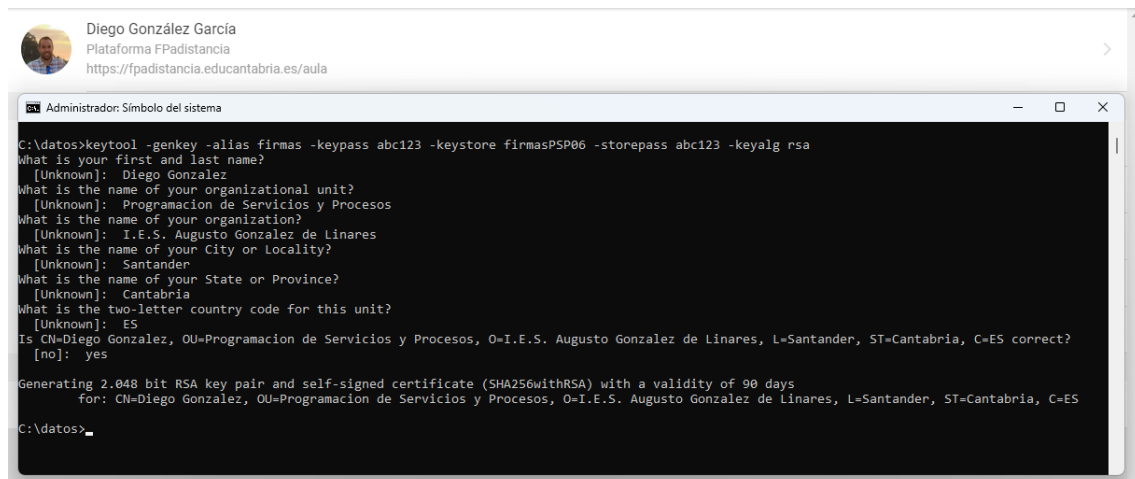 Diego González García
Plataforma FPadistancia
https://fpadistancia.educantabria.es/aula
Administrador: Símbolo del sistema
C:\datos>keytool -genkey -alias firmas -keypass abc123 -keystore firmasPSP06 -storepass abc123 -keyalg rsa
What is your first and last name?
[Unknown]: Diego Gonzalez
What is the name of your organizational unit?
[Unknown]: Programacion de Servicios y Procesos
What is the name of your organization?
[Unknown]: I.E.S. Augusto Gonzalez de Linares
What is the name of your City or Locality?
[Unknown]: Santander
What is the name of your State or Province?
[Unknown]: Cantabria
What is the two-letter country code for this unit?
[Unknown]: ES
Is CN=Diego Gonzalez, OU=Programacion de Servicios y Procesos, O=I.E.S. Augusto Gonzalez de Linares, L=Santander, ST=Cantabria, C=ES correct?
[no]: yes
Generating 2.048 bit RSA key pair and self-signed certificate (SHA256withRSA) with a validity of 90 days
for: CN=Diego Gonzalez, OU=Programacion de Servicios y Procesos, O=I.E.S. Augusto Gonzalez de Linares, L=Santander, ST=Cantabria, C=ES
C:\datos>